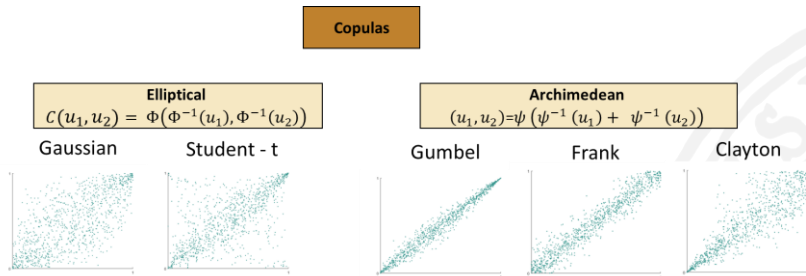 Copulas
Elliptical
C(u₁,u₂) = Φ(Φ⁻¹(u₁),Φ⁻¹(u₂))
Archimedean
(u₁,u₂)=ψ(ψ⁻¹ (u₁) + ψ⁻¹(u₂))
Gaussian
Student - t
Gumbel
Frank
Clayton